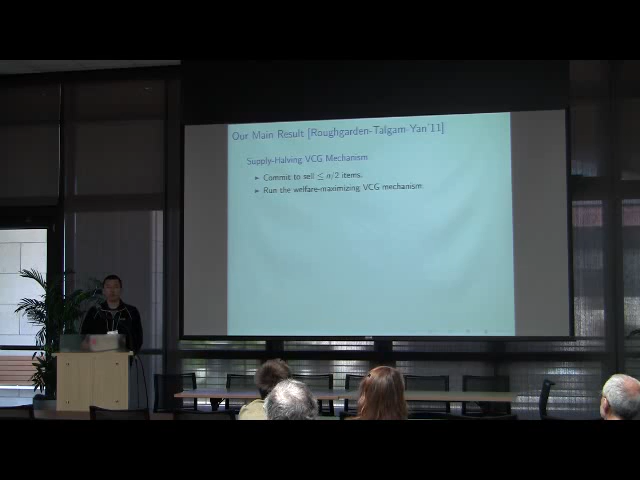 Our Main Result [Roughgarden-Talgam-Yan'11]
Supply-Halving VCG Mechanism
► Commit to sell ≤ n/2 items.
► Run the welfare-maximizing VCG mechanism